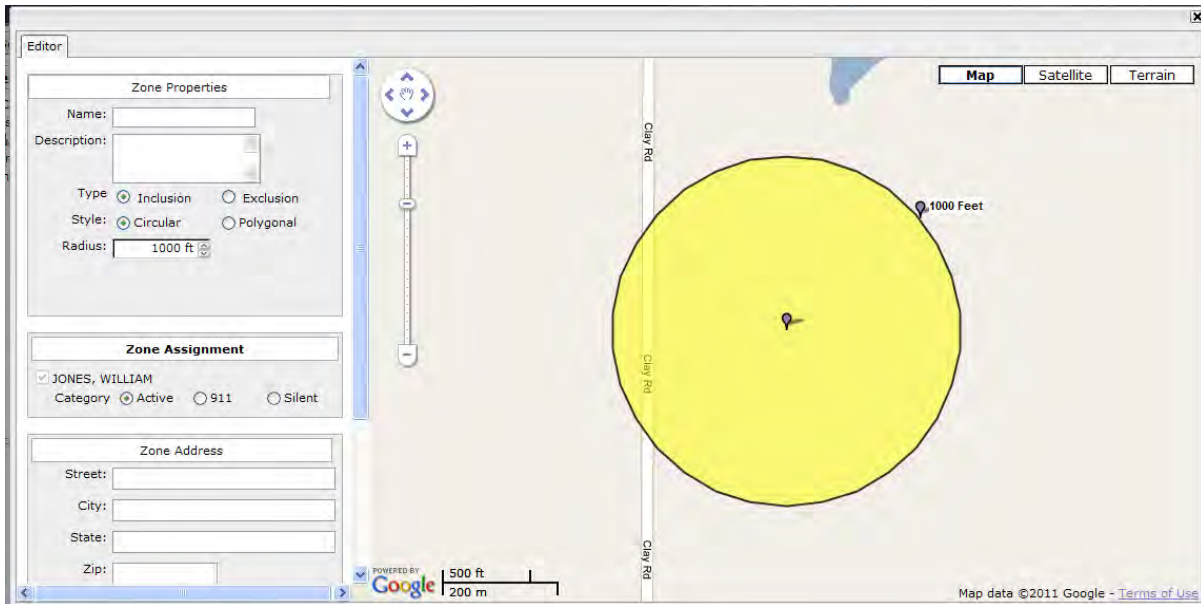 Editor
Zone Properties
Name:
Description:
Type
Inclusion
Exclusion
Style:
Circular
Polygonal
Radius:
1000 ft
Zone Assignment
JONES, WILLIAM
Category
Active
911
Silent
Zone Address
Street:
City:
State:
Zip:
Map
Satellite
Terrain
Clay Rd
1000 Feet
Clay Rd
Clay Rd
POWERED BY
Google
500 ft
200 m
Map data ©2011 Google - Terms of Use